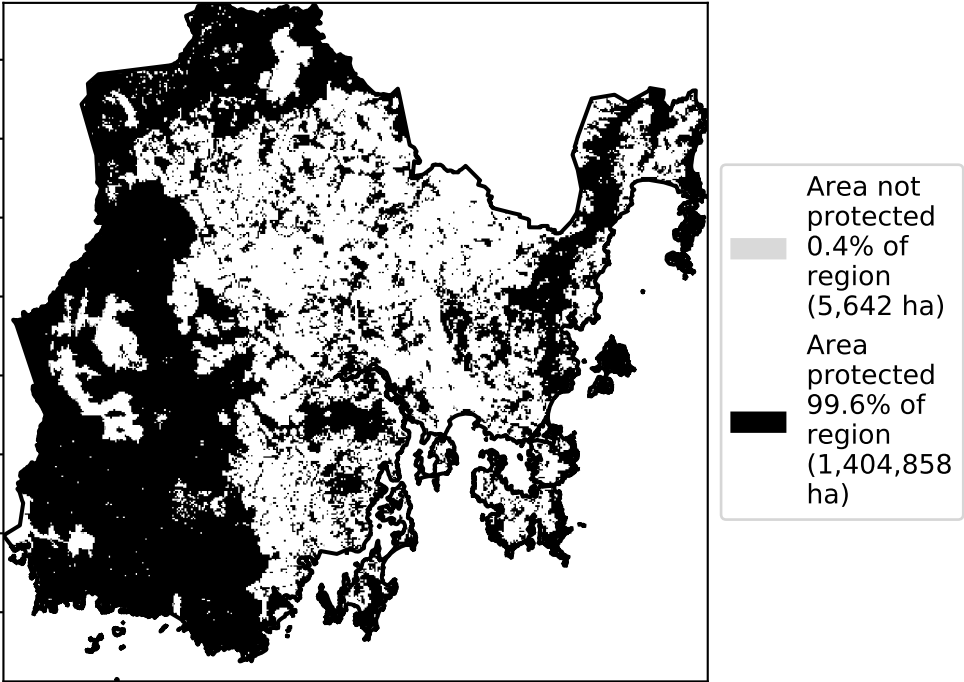 Area not
protected
0.4% of
region
(5,642 ha)
Area
protected
99.6% of
region
(1,404,858
ha)